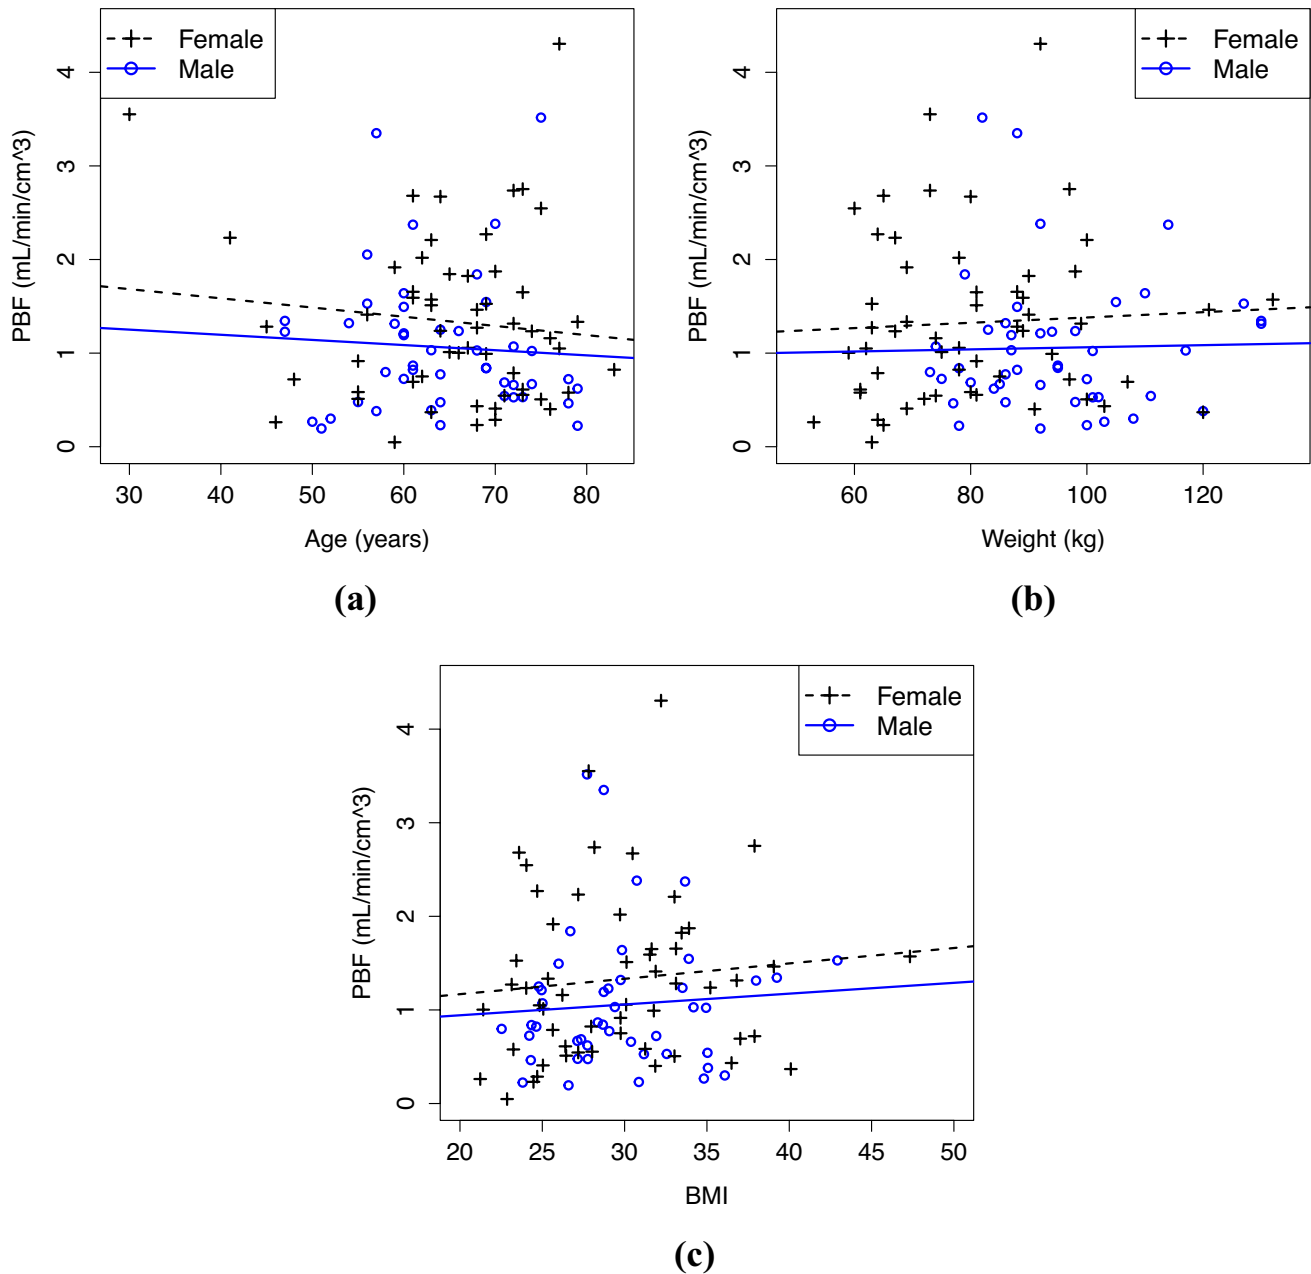 Female
Male
PBF (mL/min/cm^3)
0 1 2 3 4
30 40 50 60 70 80
Age (years)
(a)
Female
Male
PBF (mL/min/cm^3)
0 1 2 3 4
60 80 100 120
Weight (kg)
(b)
Female
Male
PBF (mL/min/cm^3)
0 1 2 3 4
20 25 30 35 40 45 50
BMI
(c)